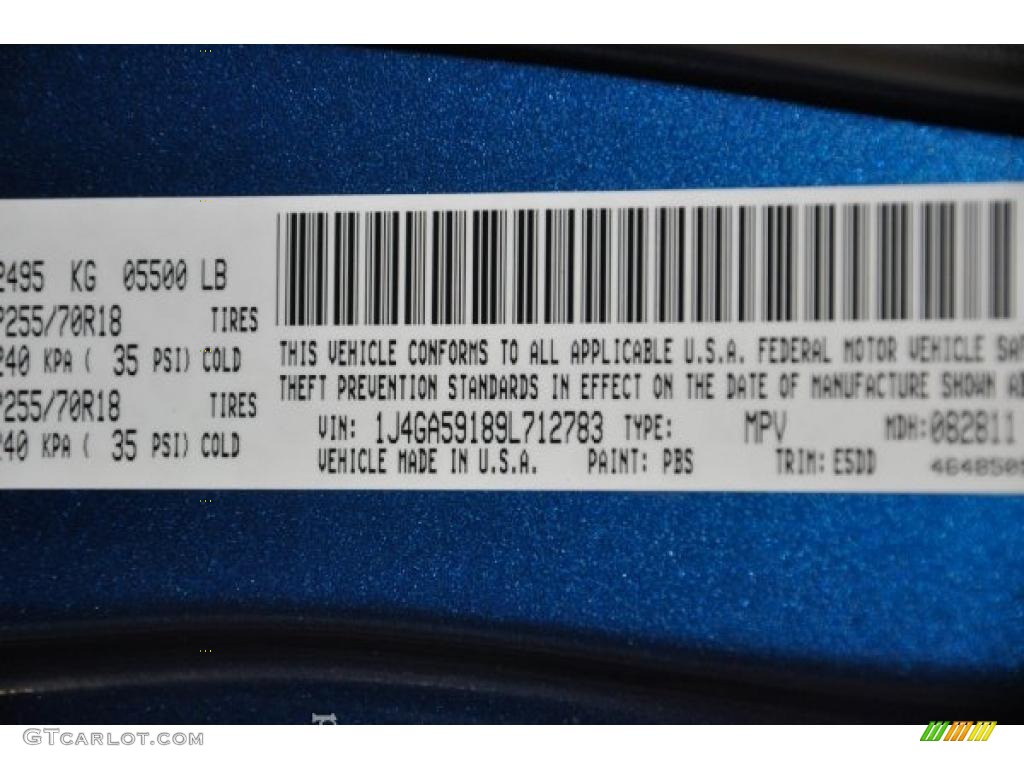 2495 KG 05500 LB
P255/70R18 TIRES
240 KPA ( 35 PSI) COLD
P255/70R18 TIRES
240 KPA ( 35 PSI) COLD
THIS VEHICLE CONFORMS TO ALL APPLICABLE U.S.A. FEDERAL MOTOR VEHICLE SAF
THEFT PREVENTION STANDARDS IN EFFECT ON THE DATE OF MANUFACTURE SHOWN A
VIN: 1J4GA59189L712783 TYPE: MPV MDH:082811
VEHICLE MADE IN U.S.A. PAINT: PBS TRIM: E5DD 4648505
GTCARLOT.COM